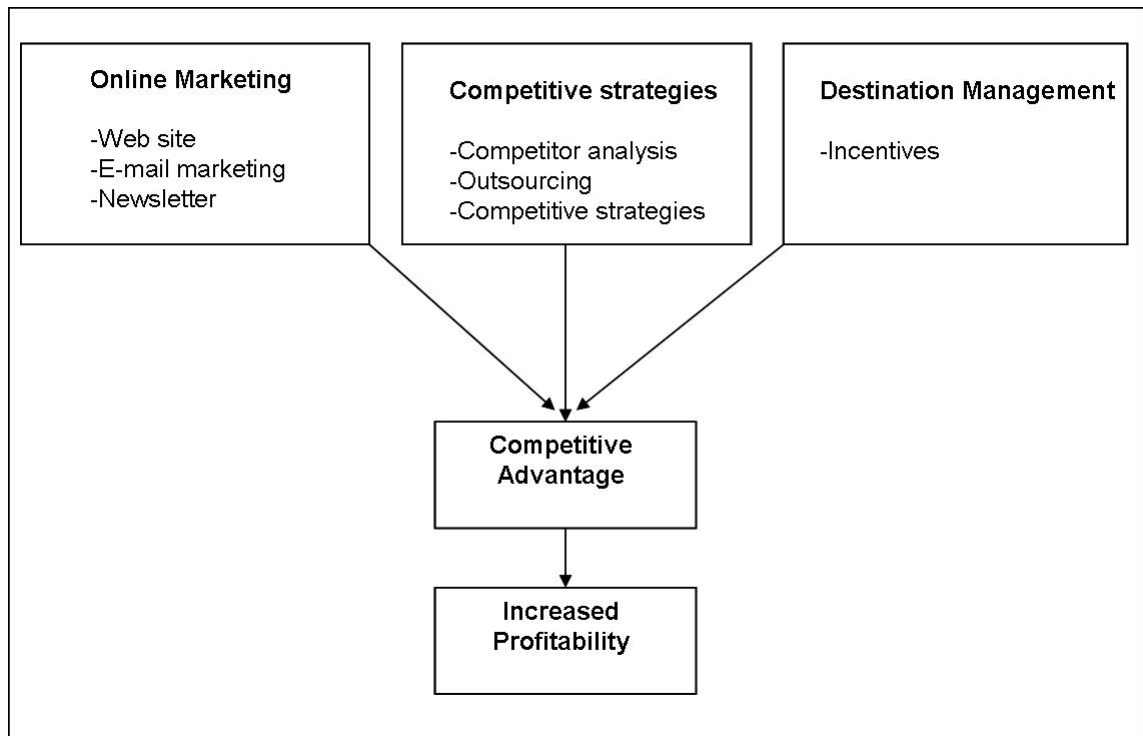 Online Marketing
-Web site
-E-mail marketing
-Newsletter
Competitive strategies
-Competitor analysis
-Outsourcing
-Competitive strategies
Destination Management
-Incentives
Competitive
Advantage
Increased
Profitability